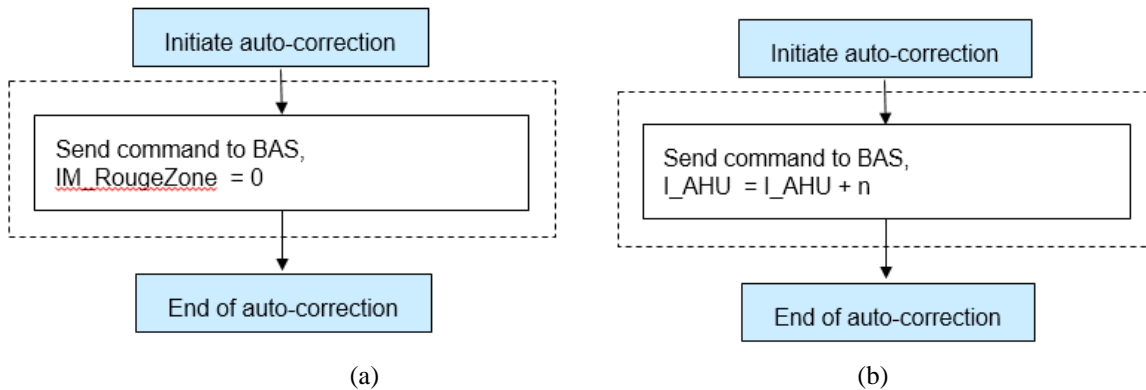 Initiate auto-correction
Send command to BAS,
IM_RougeZone = 0
End of auto-correction
(a)
Initiate auto-correction
Send command to BAS,
I_AHU = I_AHU + n
End of auto-correction
(b)